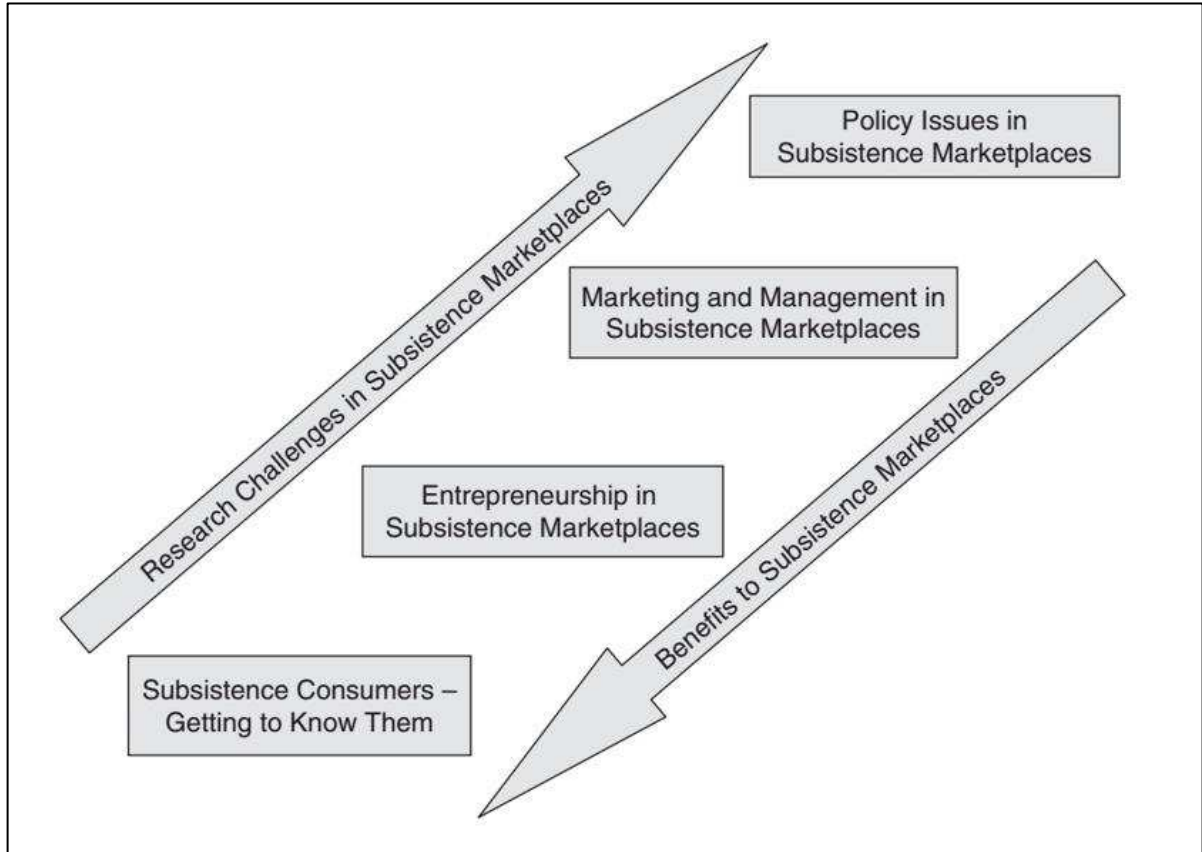 Policy Issues in
Subsistence Marketplaces
Research Challenges in Subsistence Marketplaces
Marketing and Management in
Subsistence Marketplaces
Entrepreneurship in
Subsistence Marketplaces
Benefits to Subsistence Marketplaces
Subsistence Consumers –
Getting to Know Them